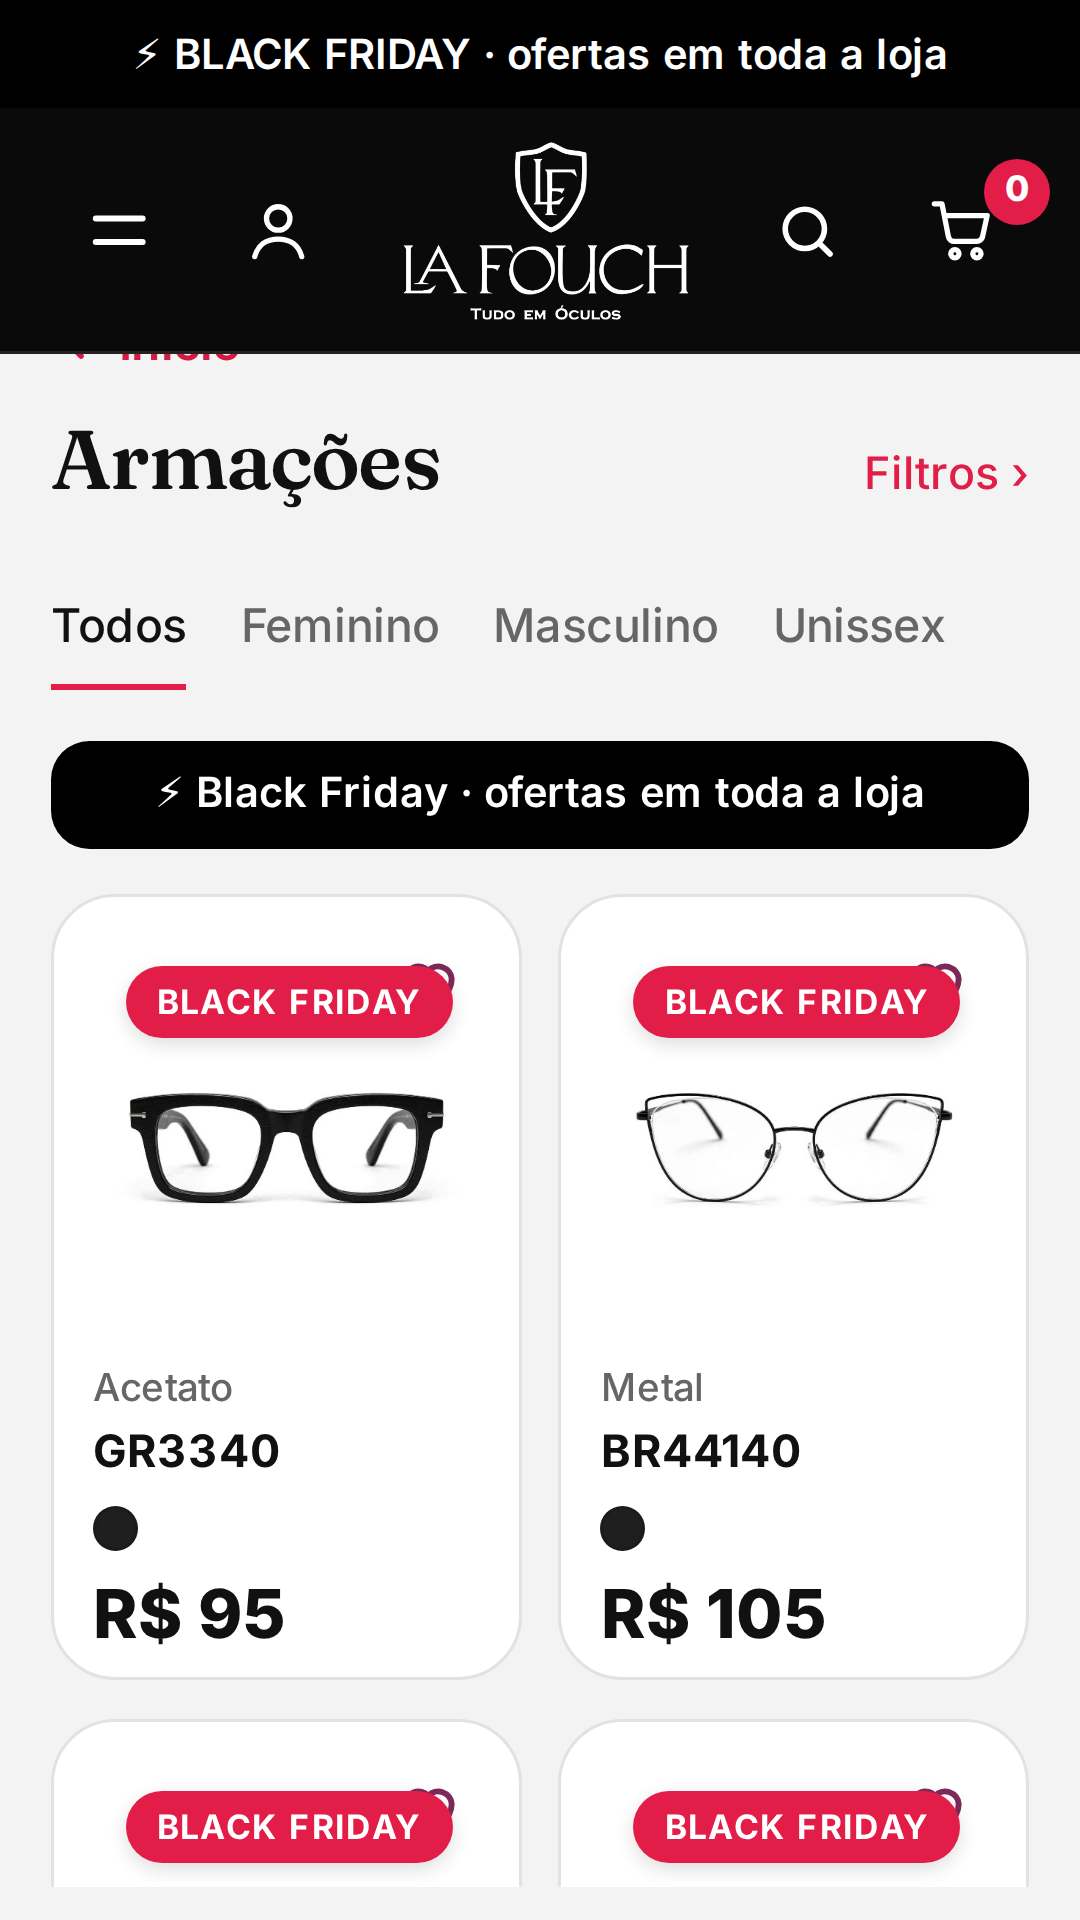 ⚡ BLACK FRIDAY · ofertas em toda a loja
0
LF
LA FOUCH
TUDO EM ÓCULOS
Armações
Filtros ›
Todos Feminino Masculino Unissex
⚡ Black Friday · ofertas em toda a loja
BLACK FRIDAY BLACK FRIDAY
Acetato Metal
GR3340 BR44140
R$ 95 R$ 105
BLACK FRIDAY BLACK FRIDAY